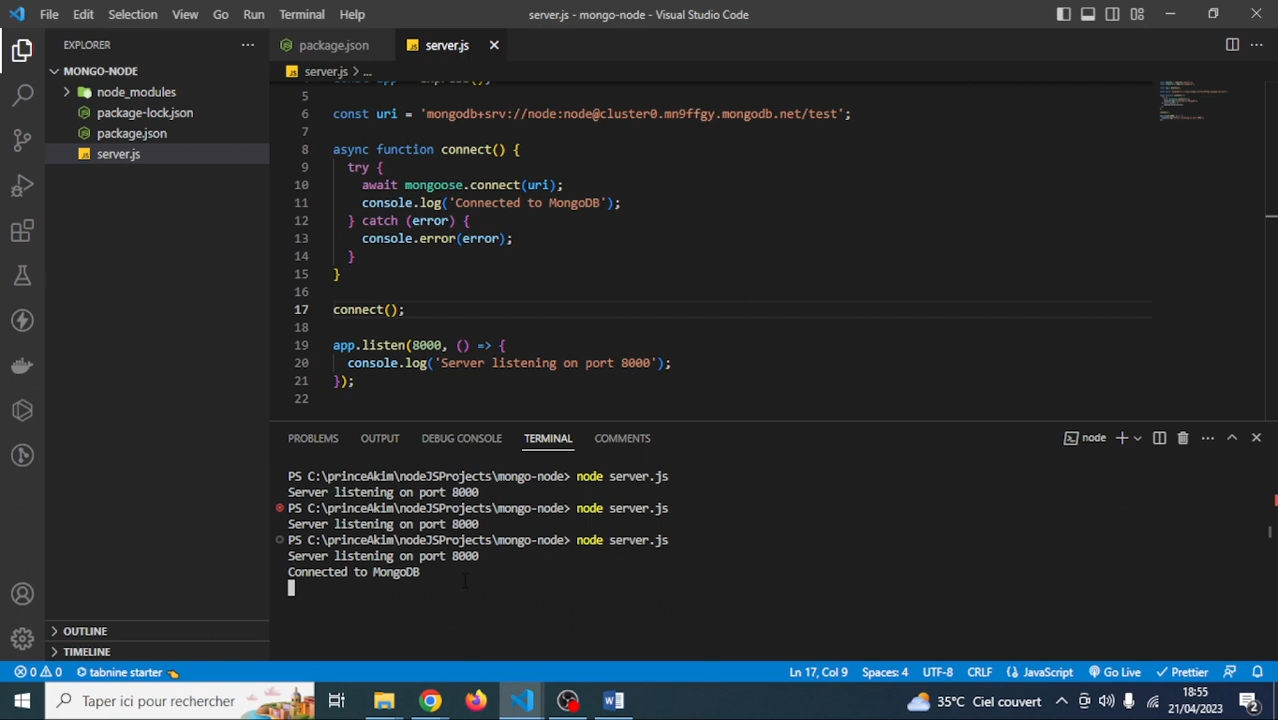 File Edit Selection View Go Run Terminal Help
server.js - mongo-node - Visual Studio Code
EXPLORER
MONGO-NODE
node_modules
package-lock.json
package.json
server.js
OUTLINE
TIMELINE
package.json
JS server.js
JS server.js > ...
5
6 const uri = 'mongodb+srv://node:node@cluster0.mn9ffgy.mongodb.net/test';
7
8 async function connect() {
9 try {
10 await mongoose.connect(uri);
11 console.log('Connected to MongoDB');
12 } catch (error) {
13 console.error(error);
14 }
15 }
16
17 connect();
18
19 app.listen(8000, () => {
20 console.log('Server listening on port 8000');
21 });
22
PROBLEMS OUTPUT DEBUG CONSOLE TERMINAL COMMENTS
node
PS C:\princeAkim\nodeJSProjects\mongo-node> node server.js
Server listening on port 8000
PS C:\princeAkim\nodeJSProjects\mongo-node> node server.js
Server listening on port 8000
PS C:\princeAkim\nodeJSProjects\mongo-node> node server.js
Server listening on port 8000
Connected to MongoDB
0 0 tabnine starter
Ln 17, Col 9 Spaces: 4 UTF-8 CRLF JavaScript Go Live Prettier
Taper ici pour rechercher
35°C Ciel couvert
18:55
21/04/2023
2